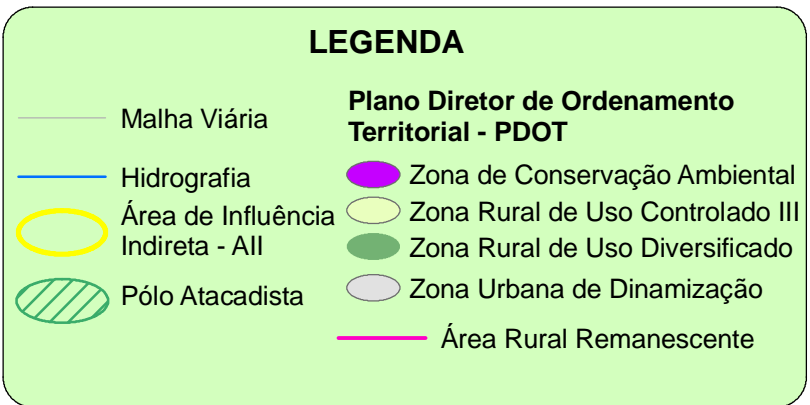 LEGENDA
Malha Viária
Hidrografia
Área de Influência
Indireta - AII
Pólo Atacadista
Plano Diretor de Ordenamento
Territorial - PDOT
Zona de Conservação Ambiental
Zona Rural de Uso Controlado III
Zona Rural de Uso Diversificado
Zona Urbana de Dinamização
Área Rural Remanescente